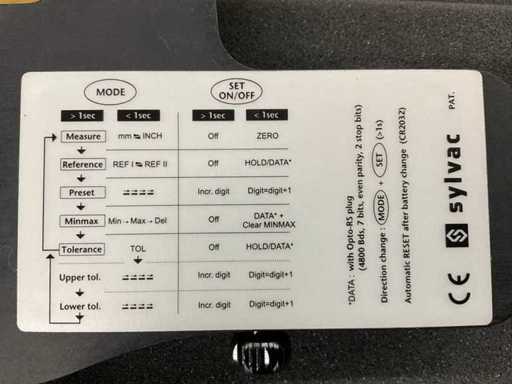 MODE SET
ON/OFF
> 1sec < 1sec > 1sec < 1sec
Measure mm ⇆ INCH Off ZERO
Reference REF I ⇆ REF II Off HOLD/DATA*
Preset Incr. digit Digit=digit+1
Minmax Min→Max→Del Off DATA* +
Clear MINMAX
Tolerance TOL Off HOLD/DATA*
Upper tol. Incr. digit Digit=digit+1
Lower tol. Incr. digit Digit=digit+1
*DATA : with Opto-RS plug
(4800 Bds, 7 bits, even parity, 2 stop bits)
Direction change : MODE + SET (>1s)
Automatic RESET after battery change (CR2032)
CE S sylvac PAT.